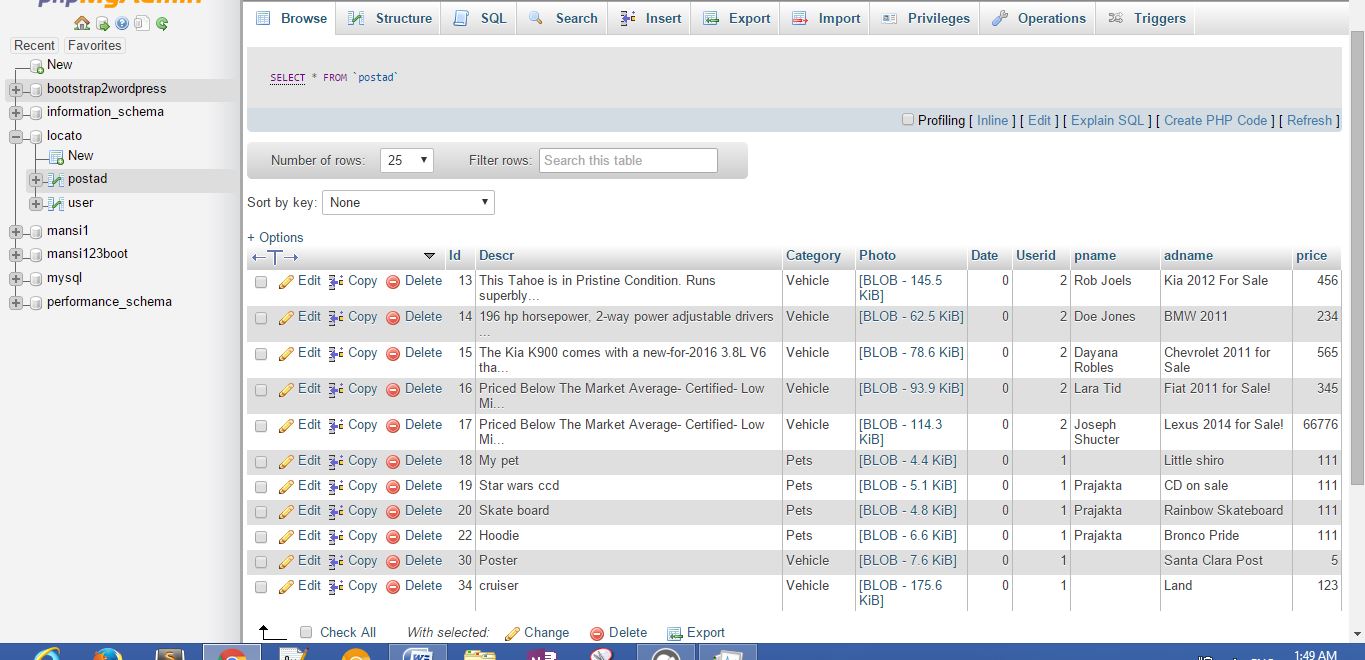 phpMyAdmin
Recent Favorites
New
bootstrap2wordpress
information_schema
locato
New
postad
user
mansi1
mansi123boot
mysql
performance_schema
Browse Structure SQL Search Insert Export Import Privileges Operations Triggers
SELECT * FROM `postad`
Profiling [ Inline ] [ Edit ] [ Explain SQL ] [ Create PHP Code ] [ Refresh ]
Number of rows: 25 Filter rows: Search this table
Sort by key: None
+ Options
←T→ Id Descr Category Photo Date Userid pname adname price
Edit Copy Delete 13 This Tahoe is in Pristine Condition. Runs Vehicle [BLOB - 145.5 0 2 Rob Joels Kia 2012 For Sale 456
superbly... KiB]
Edit Copy Delete 14 196 hp horsepower, 2-way power adjustable drivers Vehicle [BLOB - 62.5 KiB] 0 2 Doe Jones BMW 2011 234
...
Edit Copy Delete 15 The Kia K900 comes with a new-for-2016 3.8L V6 Vehicle [BLOB - 78.6 KiB] 0 2 Dayana Chevrolet 2011 for 565
tha... Robles Sale
Edit Copy Delete 16 Priced Below The Market Average- Certified- Low Vehicle [BLOB - 93.9 KiB] 0 2 Lara Tid Fiat 2011 for Sale! 345
Mi...
Edit Copy Delete 17 Priced Below The Market Average- Certified- Low Vehicle [BLOB - 114.3 0 2 Joseph Lexus 2014 for Sale! 66776
Mi... KiB] Shucter
Edit Copy Delete 18 My pet Pets [BLOB - 4.4 KiB] 0 1 Little shiro 111
Edit Copy Delete 19 Star wars ccd Pets [BLOB - 5.1 KiB] 0 1 Prajakta CD on sale 111
Edit Copy Delete 20 Skate board Pets [BLOB - 4.8 KiB] 0 1 Prajakta Rainbow Skateboard 111
Edit Copy Delete 22 Hoodie Pets [BLOB - 6.6 KiB] 0 1 Prajakta Bronco Pride 111
Edit Copy Delete 30 Poster Vehicle [BLOB - 7.6 KiB] 0 1 Santa Clara Post 5
Edit Copy Delete 34 cruiser Vehicle [BLOB - 175.6 0 1 Land 123
KiB]
Check All With selected: Change Delete Export
1:49 AM